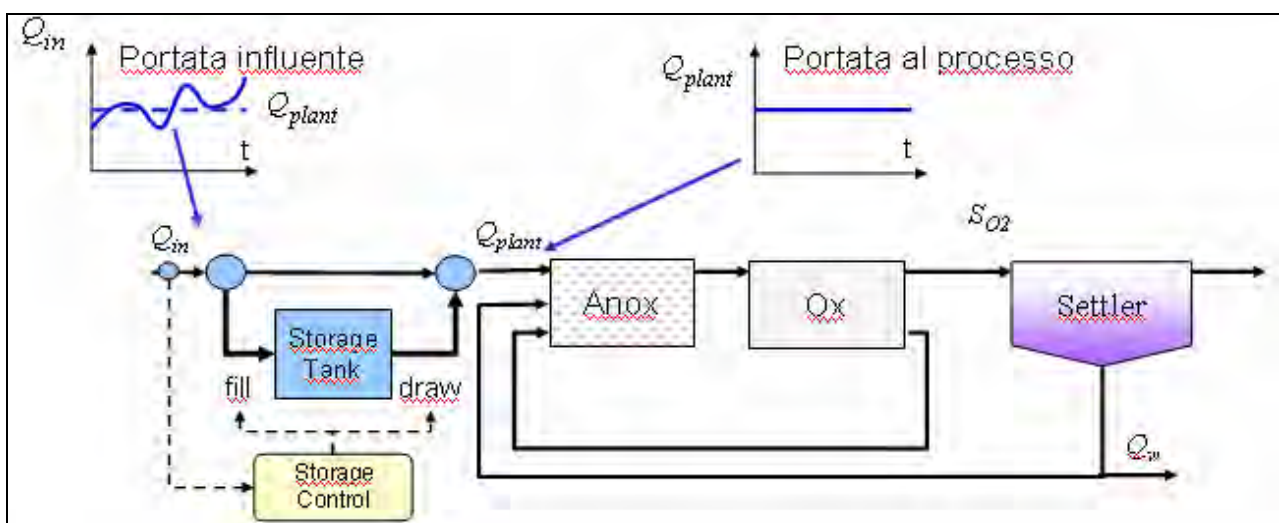 Q_in
Portata influente
Q_plant
t
Q_plant
Portata al processo
t
Q_in
Q_plant
S_O2
Anox
Ox
Settler
Storage
Tank
fill
draw
Storage
Control
Q_w